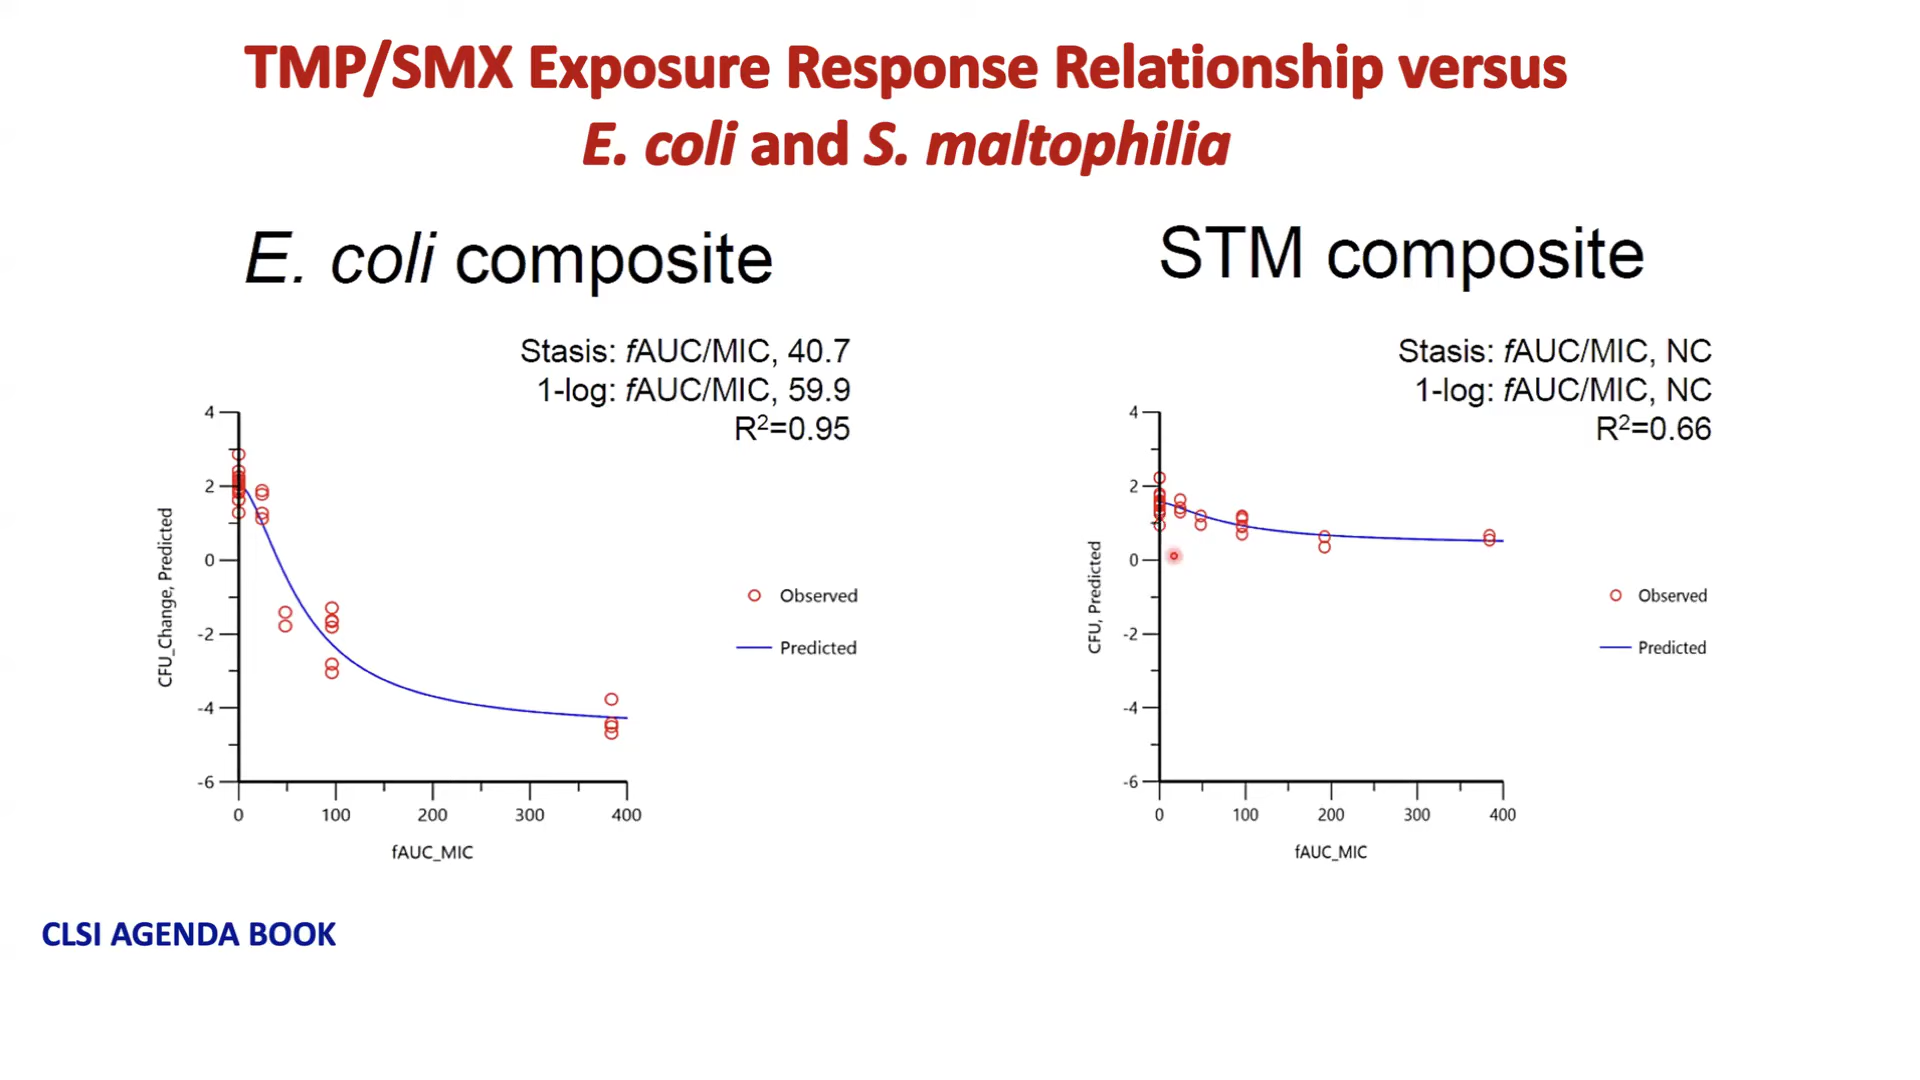 TMP/SMX Exposure Response Relationship versus
E. coli and S. maltophilia
E. coli composite
Stasis: fAUC/MIC, 40.7
1-log: fAUC/MIC, 59.9
R²=0.95
4
2
0
-2
-4
-6
CFU_Change, Predicted
0 100 200 300 400
fAUC_MIC
Observed
Predicted
STM composite
Stasis: fAUC/MIC, NC
1-log: fAUC/MIC, NC
R²=0.66
4
2
0
-2
-4
-6
CFU, Predicted
0 100 200 300 400
fAUC_MIC
Observed
Predicted
CLSI AGENDA BOOK